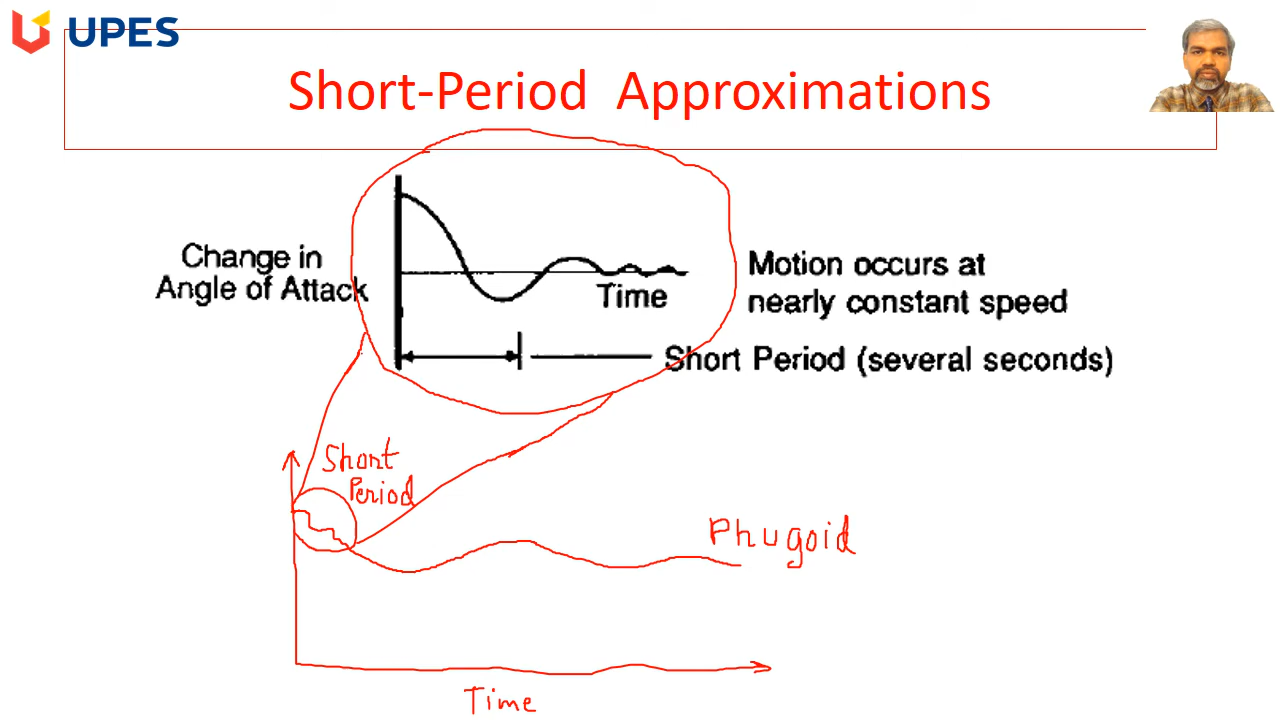 UPES
Short-Period Approximations
Change in
Angle of Attack
Time
Motion occurs at
nearly constant speed
Short Period (several seconds)
Short
Period
Phugoid
Time